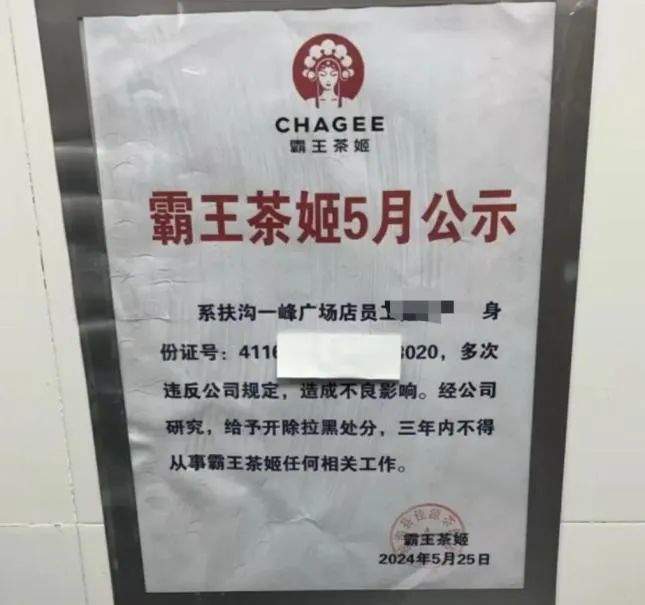 CHAGEE
霸王茶姬
霸王茶姬5月公示
系扶沟一峰广场店员工 身
份证号：4116 3020，多次
违反公司规定，造成不良影响。经公司
研究，给予开除拉黑处分，三年内不得
从事霸王茶姬任何相关工作。
霸王茶姬
2024年5月25日